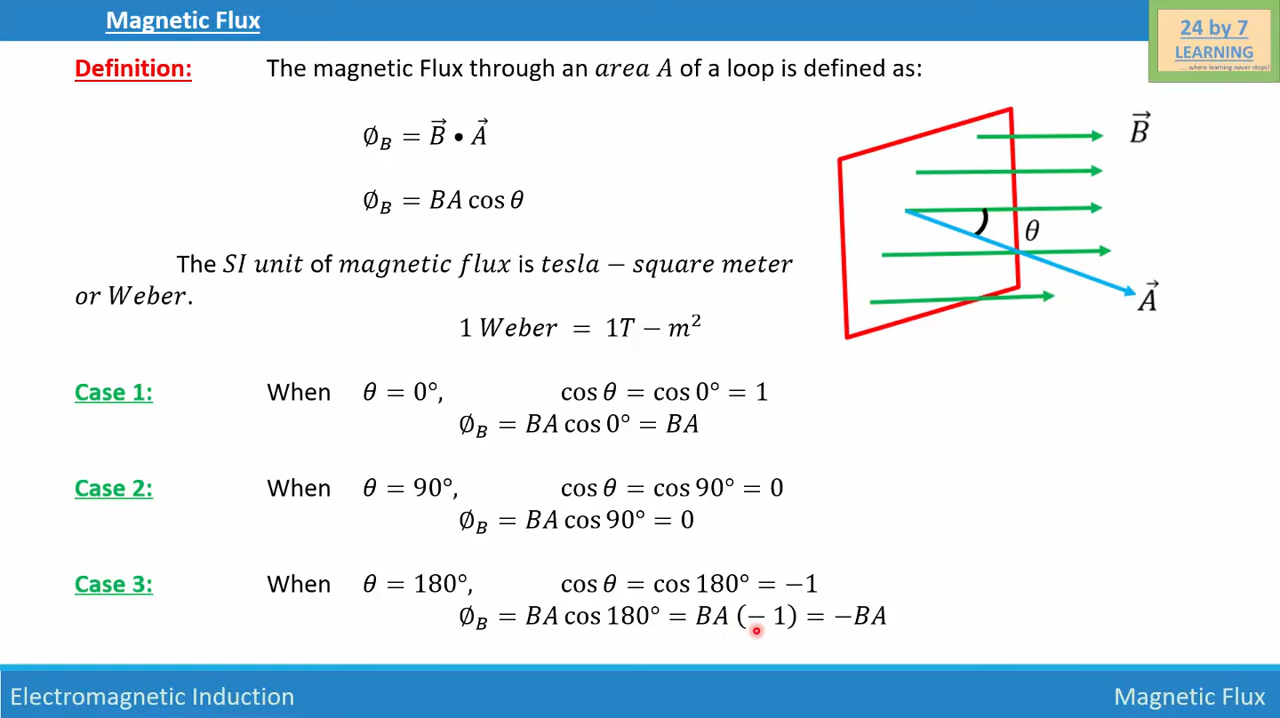 Magnetic Flux
24 by 7
LEARNING
....where learning never stops!
Definition: The magnetic Flux through an area A of a loop is defined as:
∅_B = B⃗ • A⃗
∅_B = BA cos θ
B⃗
θ
A⃗
The SI unit of magnetic flux is tesla − square meter
or Weber.
1 Weber = 1T − m²
Case 1: When θ = 0°, cos θ = cos 0° = 1
∅_B = BA cos 0° = BA
Case 2: When θ = 90°, cos θ = cos 90° = 0
∅_B = BA cos 90° = 0
Case 3: When θ = 180°, cos θ = cos 180° = −1
∅_B = BA cos 180° = BA (− 1) = −BA
Electromagnetic Induction
Magnetic Flux